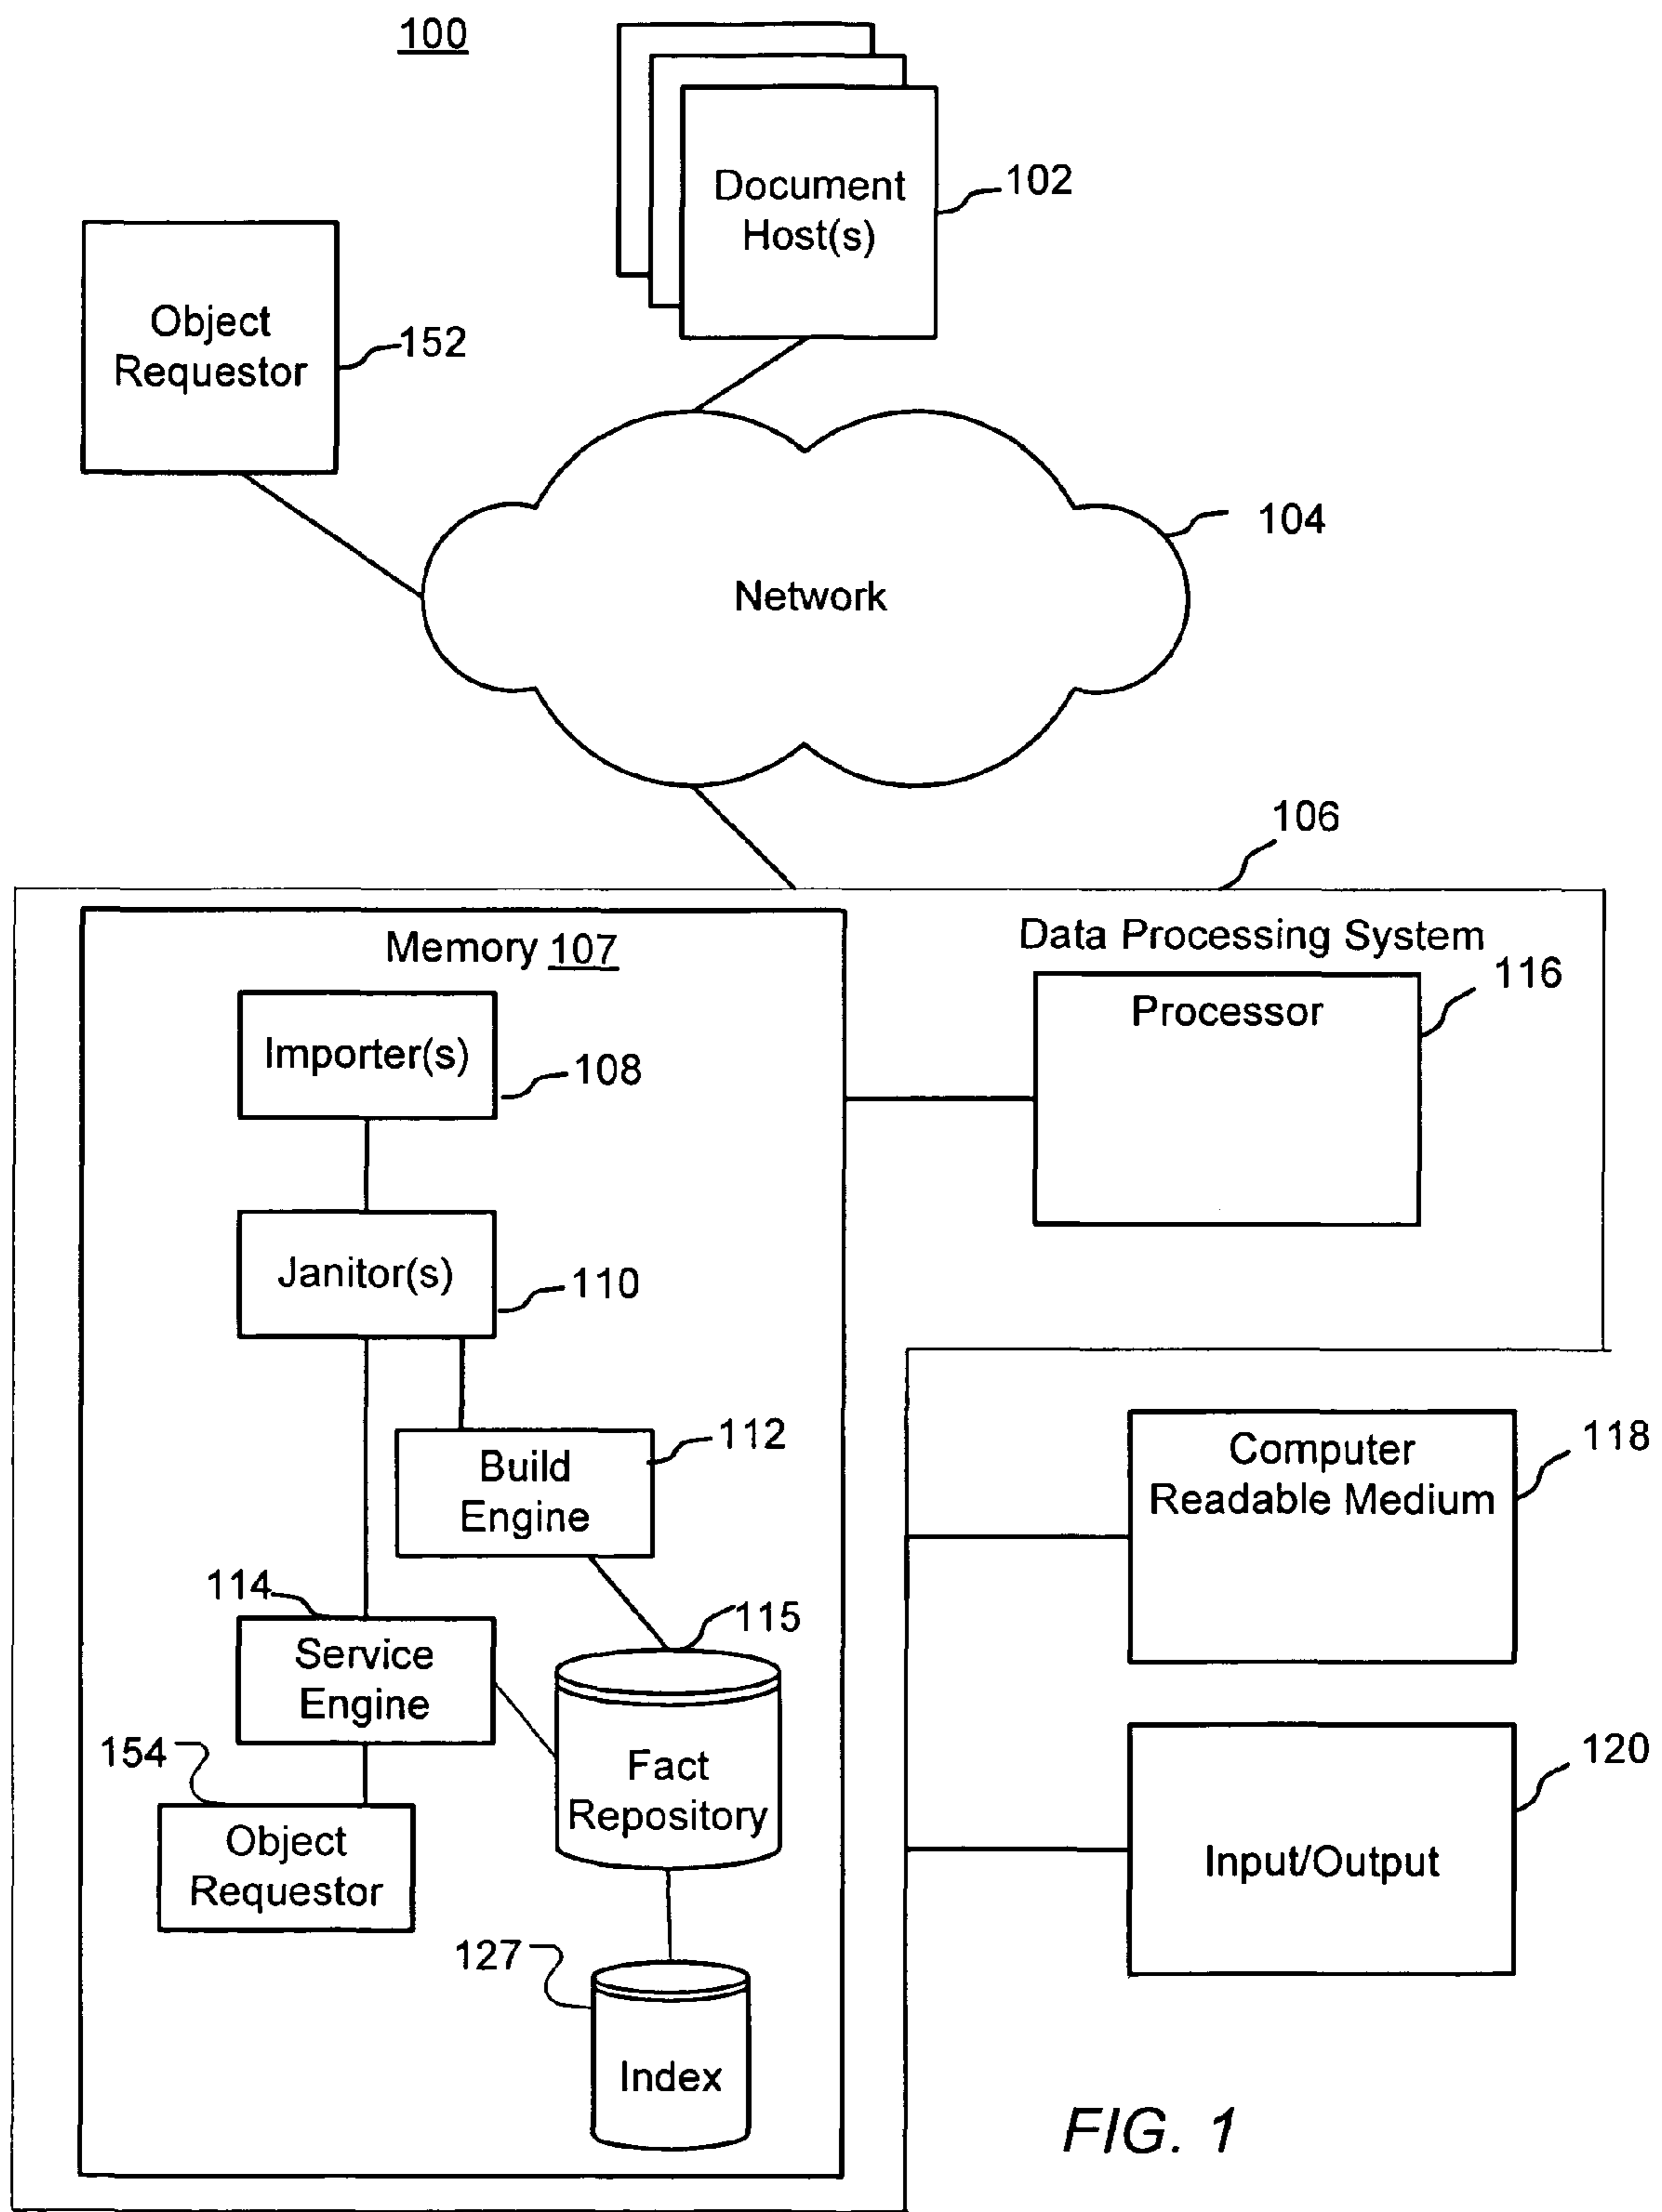 100
Document
Host(s)
102
Object
Requestor
152
104
Network
106
Data Processing System
Memory 107
116
Processor
Importer(s)
108
Janitor(s)
110
112
Build
Engine
Computer
Readable Medium
118
114
115
Service
Engine
154
Fact
Repository
120
Object
Requestor
Input/Output
127
Index
FIG. 1